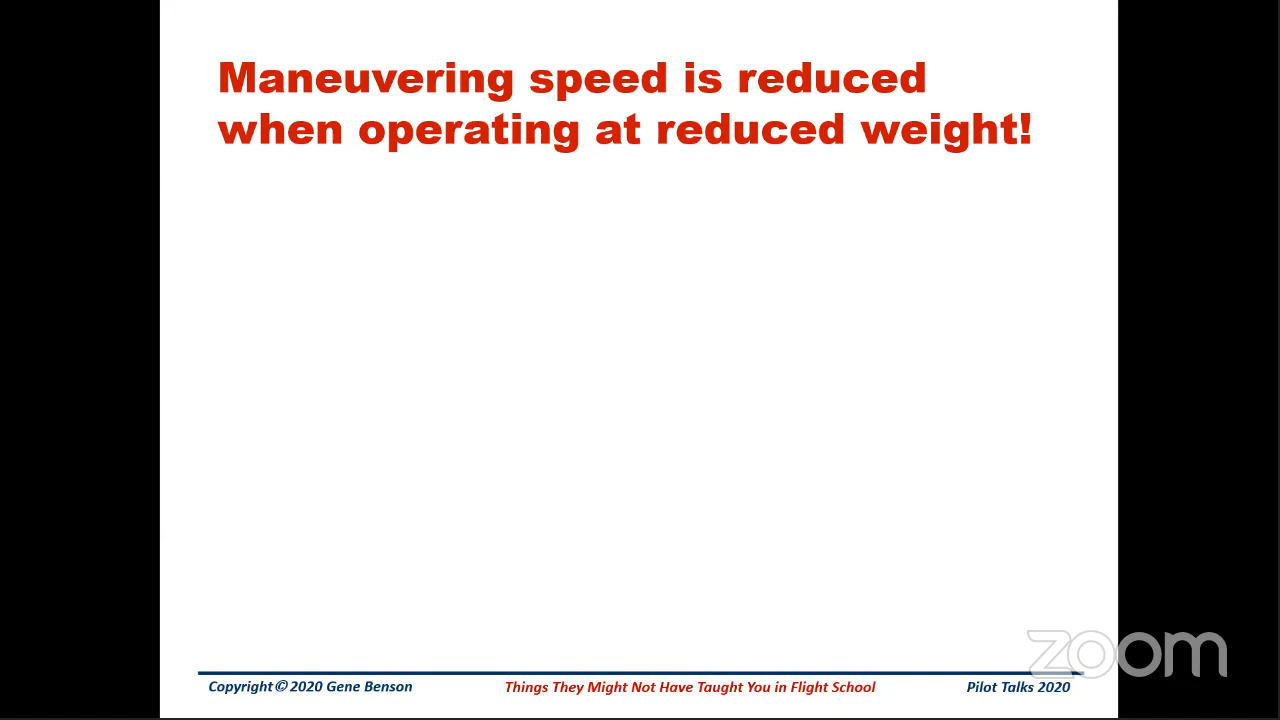 Maneuvering speed is reduced
when operating at reduced weight!
zoom
Copyright© 2020 Gene Benson Things They Might Not Have Taught You in Flight School Pilot Talks 2020